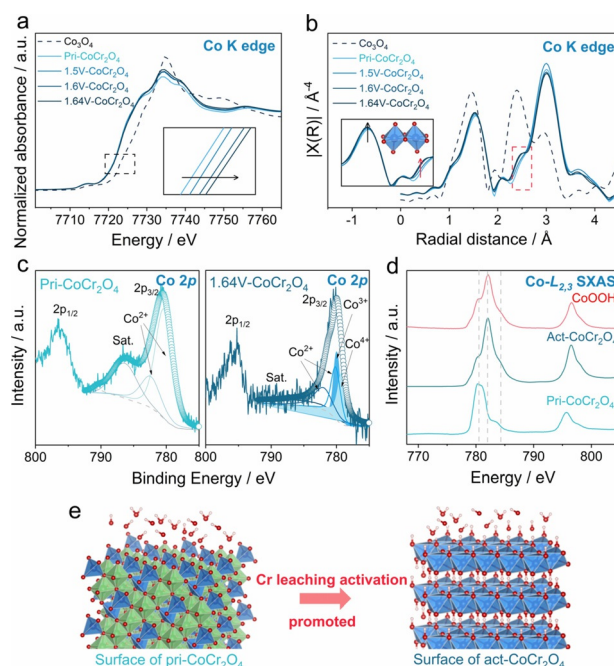 a
Co K edge
Co₃O₄
Pri-CoCr₂O₄
1.5V-CoCr₂O₄
1.6V-CoCr₂O₄
1.64V-CoCr₂O₄
Normalized absorbance / a.u.
7710 7720 7730 7740 7750 7760
Energy / eV
b
Co K edge
Co₃O₄
Pri-CoCr₂O₄
1.5V-CoCr₂O₄
1.6V-CoCr₂O₄
1.64V-CoCr₂O₄
|X(R)| / Å⁻⁴
-1 0 1 2 3 4
Radial distance / Å
c
Pri-CoCr₂O₄ Co 2p
2p₃/₂
2p₁/₂
Co²⁺
Sat.
Intensity / a.u.
800 780
1.64V-CoCr₂O₄ Co 2p
2p₃/₂
2p₁/₂
Co³⁺
Co²⁺
Co⁴⁺
Sat.
800 780
Binding Energy / eV
d
Co-L₂,₃ SXAS
CoOOH
Act-CoCr₂O₄
Pri-CoCr₂O₄
Intensity / a.u.
770 780 790 800
Energy / eV
e
Cr leaching activation
promoted
Surface of pri-CoCr₂O₄
Surface of act-CoCr₂O₄